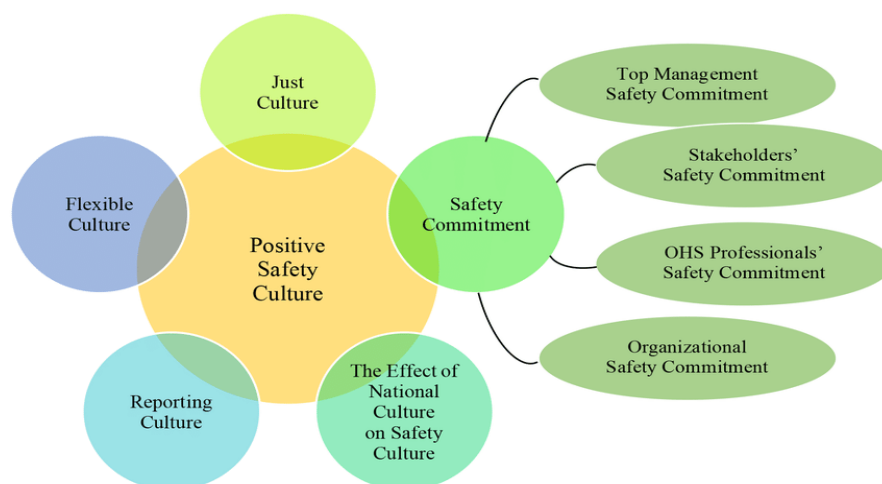 Just
Culture
Flexible
Culture
Positive
Safety
Culture
Safety
Commitment
Reporting
Culture
The Effect of
National
Culture
on Safety
Culture
Top Management
Safety Commitment
Stakeholders’
Safety Commitment
OHS Professionals’
Safety Commitment
Organizational
Safety Commitment